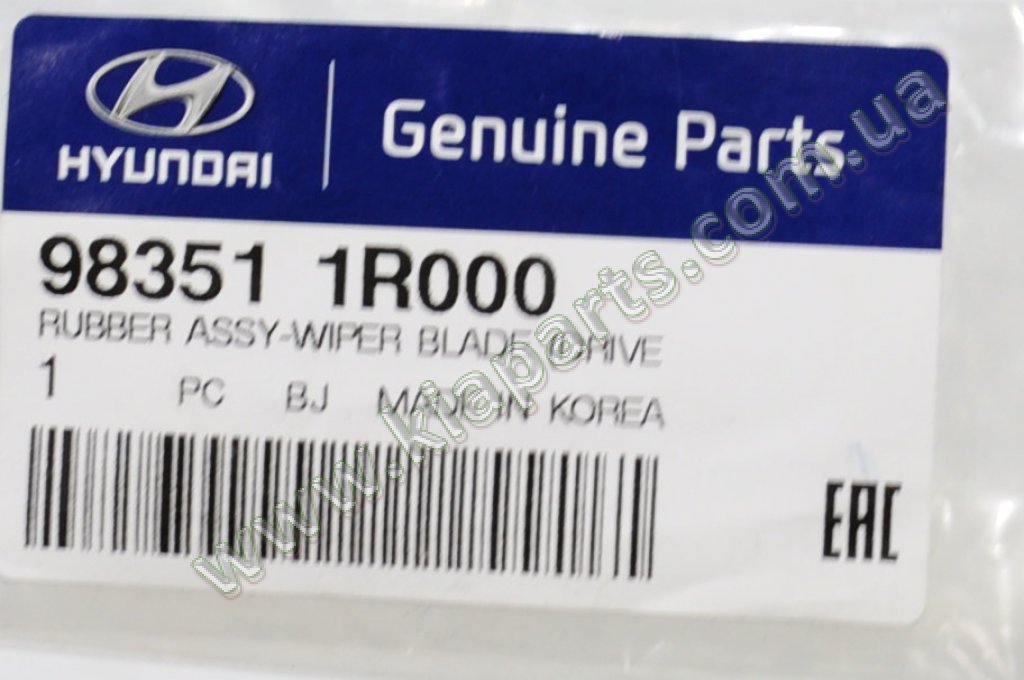 HYUNDAI
Genuine Parts
98351 1R000
RUBBER ASSY-WIPER BLADE (DRIVE
1 PC BJ MADE IN KOREA
EAC
www.kiaparts.com.ua